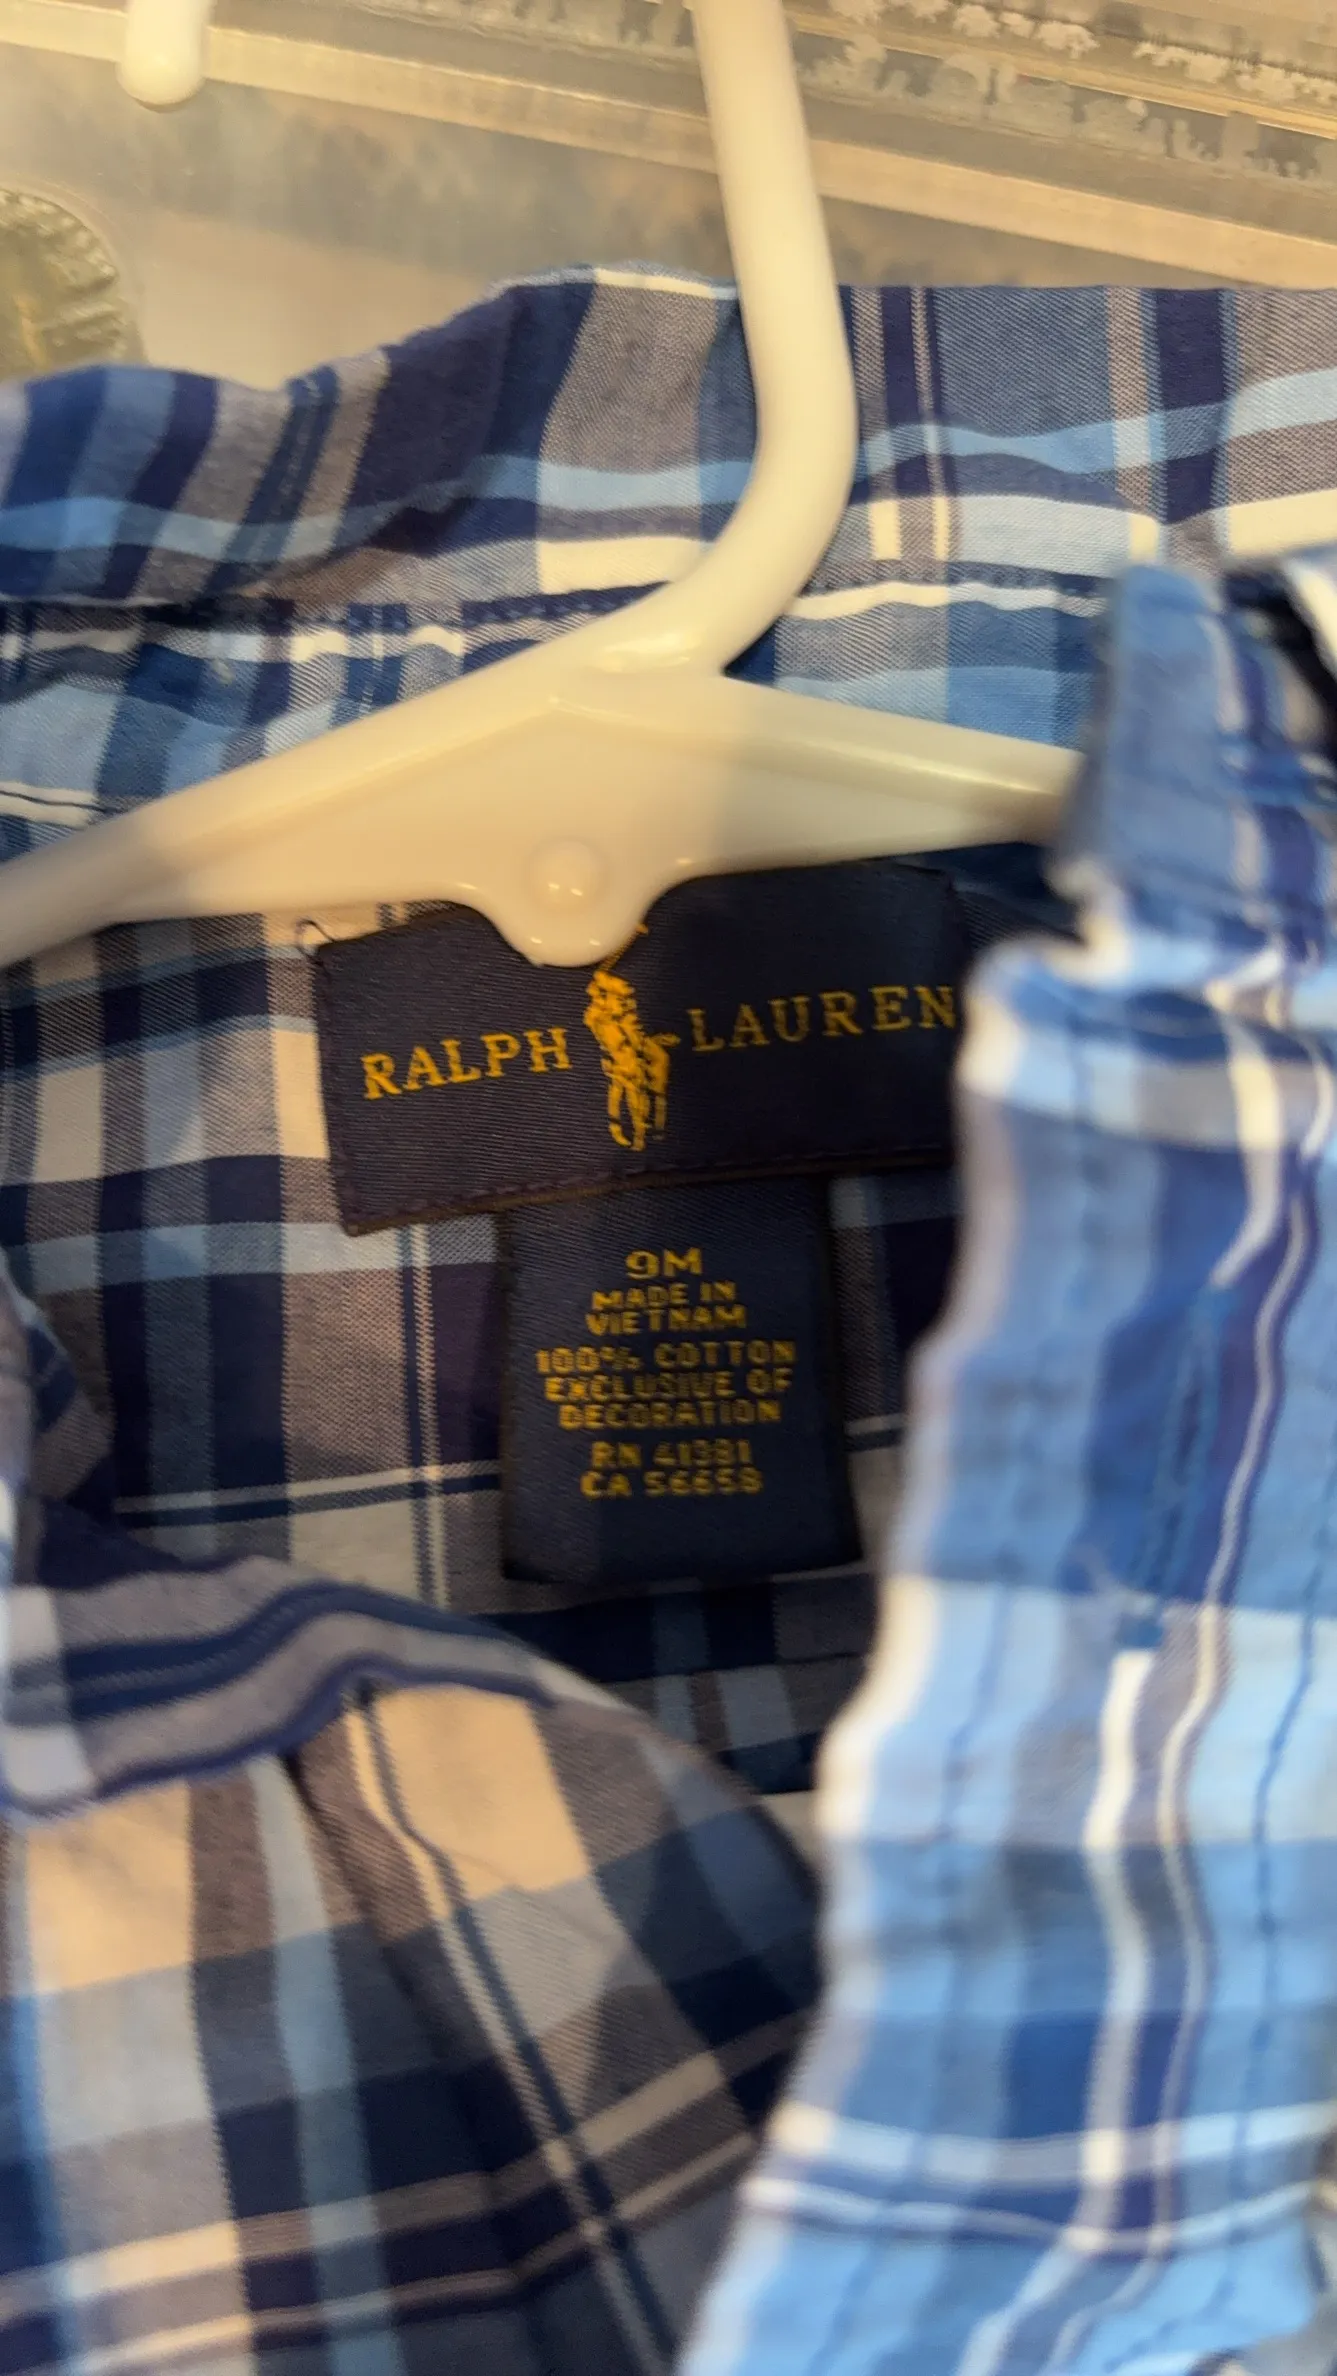 RALPH LAUREN
9M
MADE IN
VIETNAM
100% COTTON
EXCLUSIVE OF
DECORATION
RN 41381
CA 56658